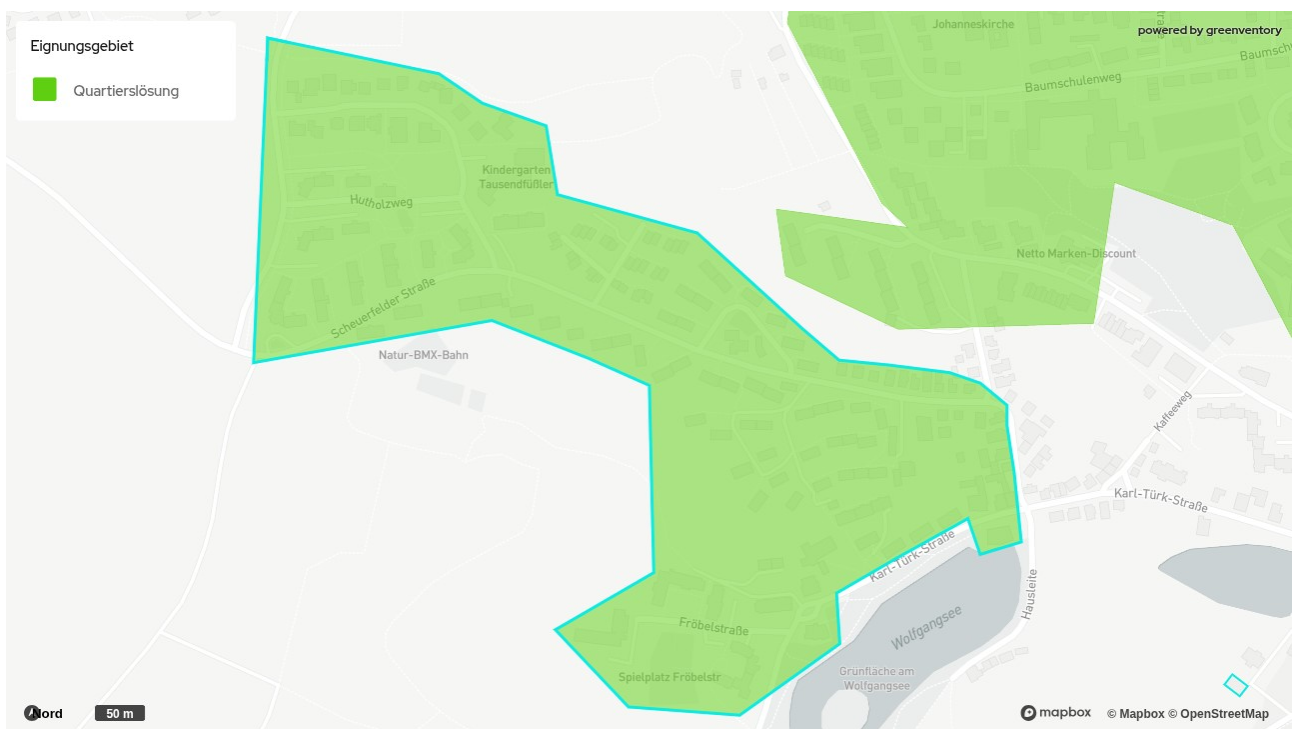 Eignungsgebiet
Quartierslösung
Johanneskirche
powered by greenventory
Baumschulenweg
Kindergarten
Tausendfüßler
Hutholzweg
Netto Marken-Discount
Scheuerfelder Straße
Natur-BMX-Bahn
Kaffeeweg
Karl-Türk-Straße
Karl-Türk-Straße
Hausleite
Fröbelstraße
Wolfgangsee
Spielplatz Fröbelstr
Grünfläche am
Wolfgangsee
Nord
50 m
mapbox
© Mapbox © OpenStreetMap